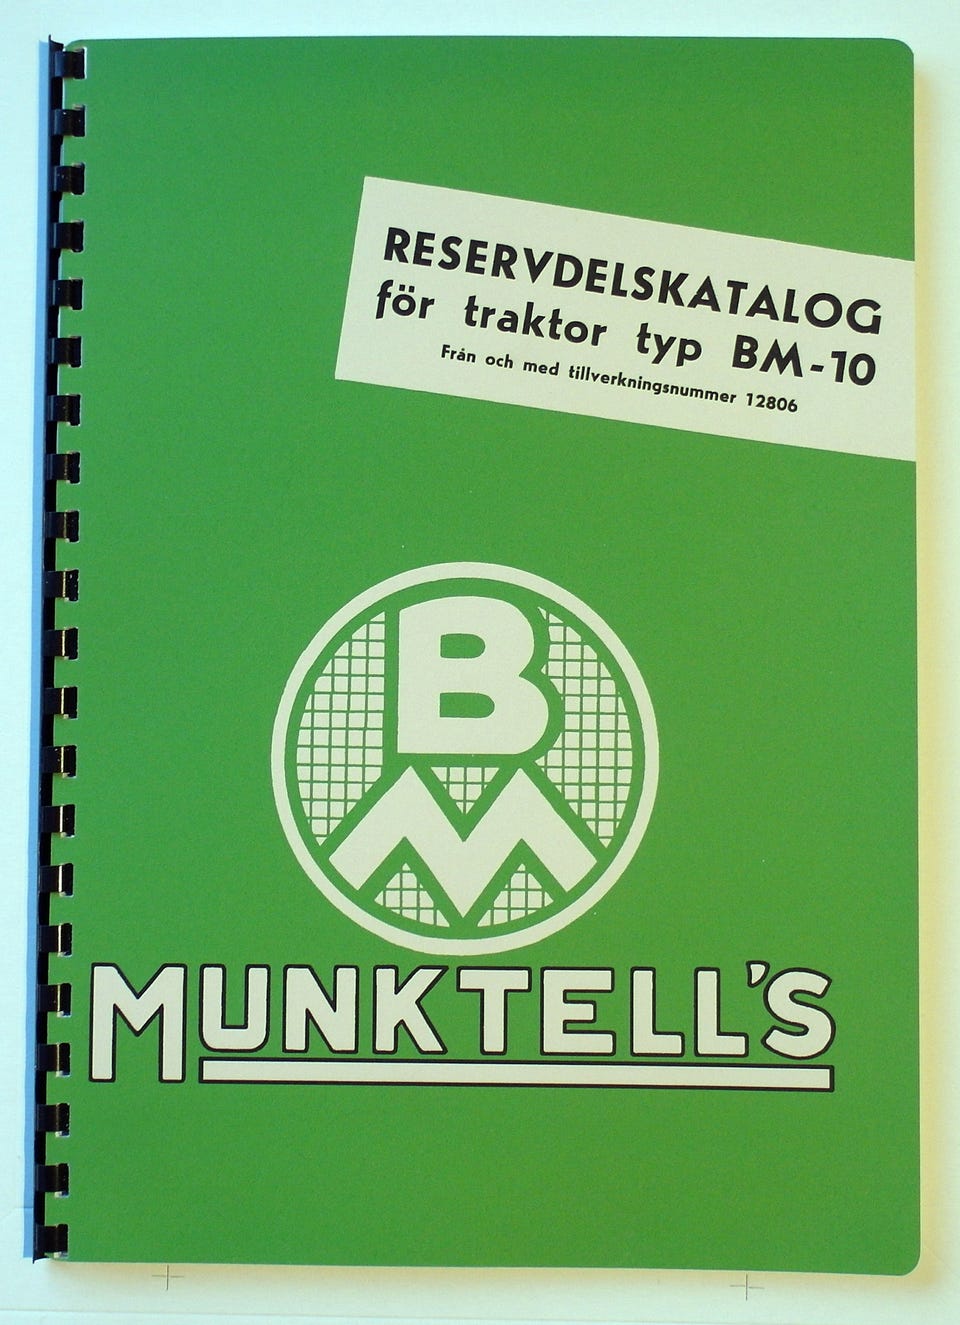 RESERVDELSKATALOG
för traktor typ BM-10
Från och med tillverkningsnummer 12806
B
M
MUNKTELL'S